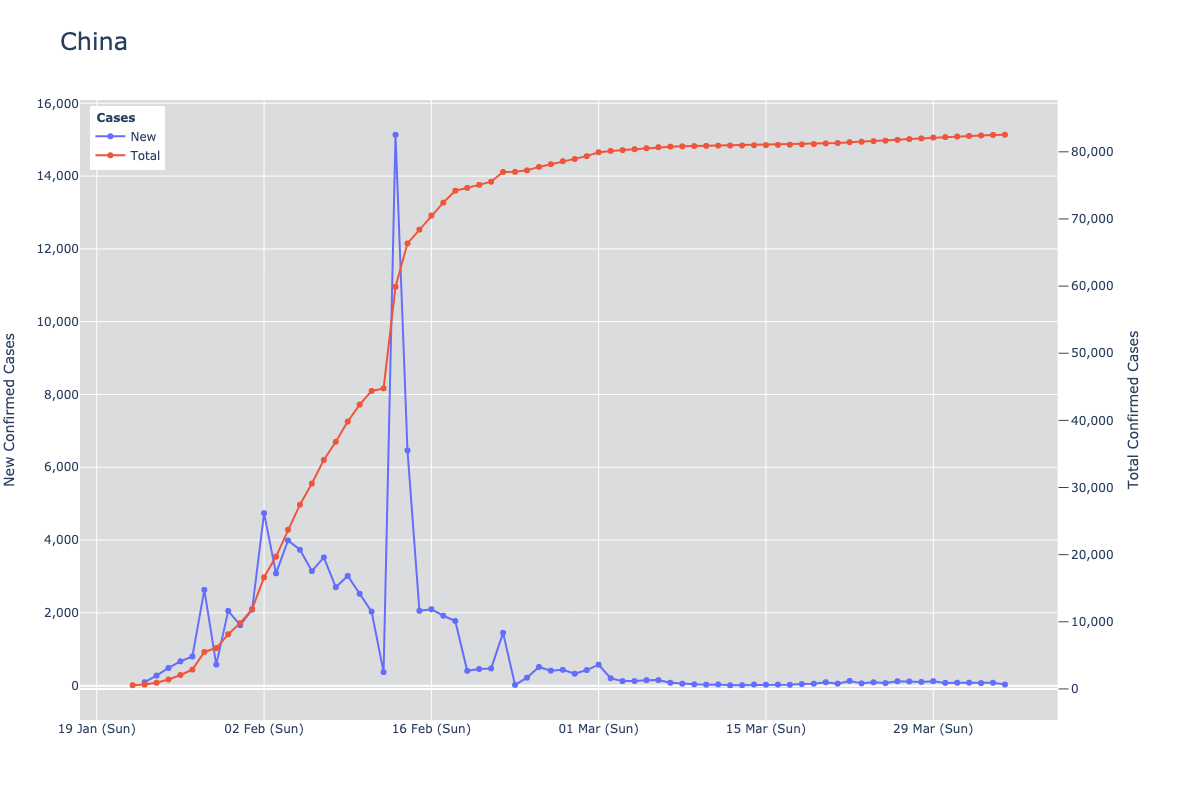 China
Cases
New
Total
16,000
14,000
12,000
10,000
8,000
6,000
4,000
2,000
0
New Confirmed Cases
80,000
70,000
60,000
50,000
40,000
30,000
20,000
10,000
0
Total Confirmed Cases
19 Jan (Sun)
02 Feb (Sun)
16 Feb (Sun)
01 Mar (Sun)
15 Mar (Sun)
29 Mar (Sun)